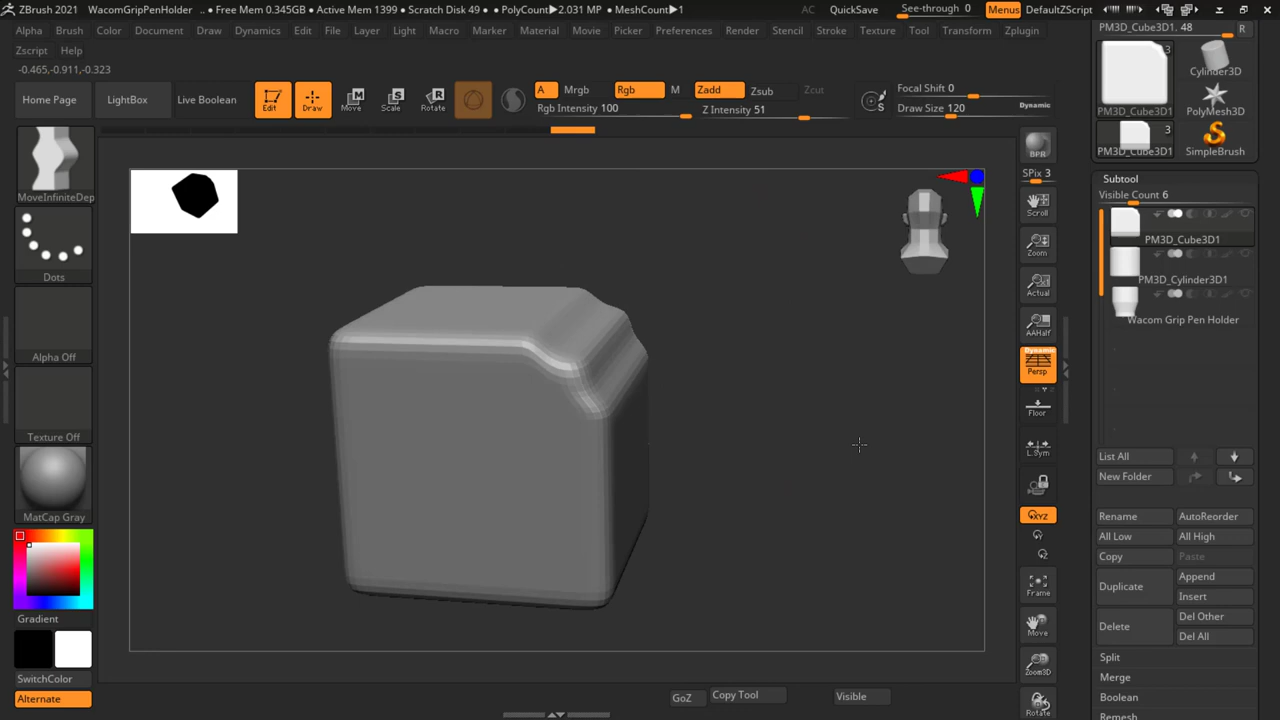 ZBrush 2021 WacomGripPenHolder .. • Free Mem 0.345GB • Active Mem 1399 • Scratch Disk 49 • PolyCount▶2.031 MP • MeshCount▶1 AC QuickSave See-through 0 Menus DefaultZScript
Alpha Brush Color Document Draw Dynamics Edit File Layer Light Macro Marker Material Movie Picker Preferences Render Stencil Stroke Texture Tool Transform Zplugin
Zscript Help
-0.465,-0.911,-0.323
Home Page LightBox Live Boolean Edit Draw Move Scale Rotate
A Mrgb Rgb M Zadd Zsub Zcut
Rgb Intensity 100 Z Intensity 51
S
Focal Shift 0
Draw Size 120 Dynamic
MoveInfiniteDep
Dots
Alpha Off
Texture Off
MatCap Gray
Gradient
SwitchColor
Alternate
BPR
SPix 3
Scroll
Zoom
Actual
AAHalf
Dynamic
Persp
Floor
L.Sym
XYZ
Frame
Move
Zoom3D
Rotate
GoZ Copy Tool Visible
PM3D_Cube3D1. 48 R
3
PM3D_Cube3D1
Cylinder3D
PolyMesh3D
3
PM3D_Cube3D1
SimpleBrush
Subtool
Visible Count 6
PM3D_Cube3D1
PM3D_Cylinder3D1
Wacom Grip Pen Holder
List All
New Folder
Rename AutoReorder
All Low All High
Copy Paste
Duplicate Append
Insert
Delete Del Other
Del All
Split
Merge
Boolean
Remesh